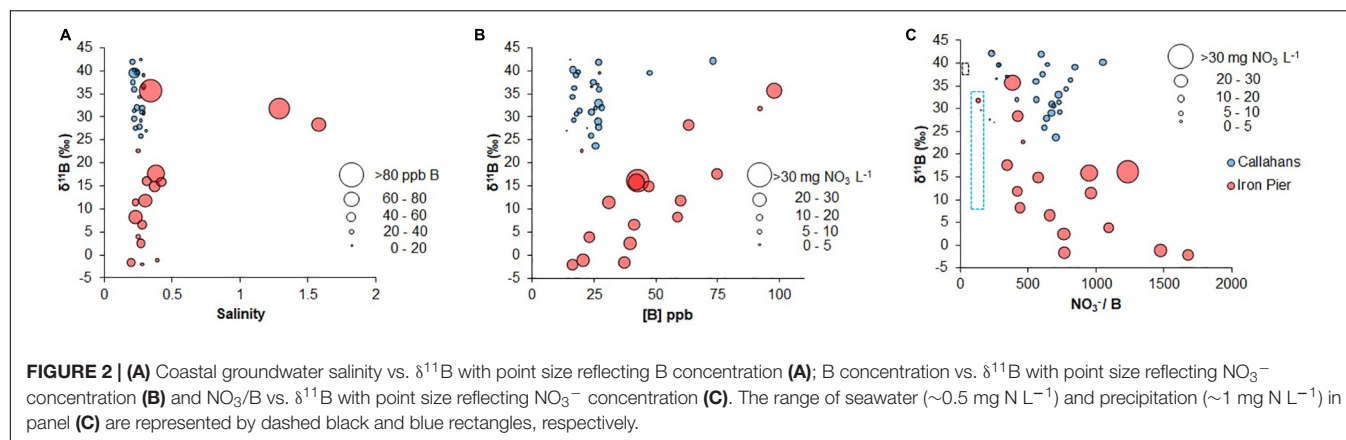 A
45
40
35
30
25
20
15
10
5
0
-5
δ11B (‰)
0
0.5
1
1.5
2
Salinity
>80 ppb B
60 - 80
40 - 60
20 - 40
0 - 20
B
45
40
35
30
25
20
15
10
5
0
-5
δ11B (‰)
0
25
50
75
100
[B] ppb
>30 mg NO3 L-1
20 - 30
10 - 20
5 - 10
0 - 5
C
45
40
35
30
25
20
15
10
5
0
-5
δ11B (‰)
0
500
1000
1500
2000
NO3-/ B
>30 mg NO3 L-1
20 - 30
10 - 20
5 - 10
0 - 5
Callahans
Iron Pier
FIGURE 2 | (A) Coastal groundwater salinity vs. δ11B with point size reflecting B concentration (A); B concentration vs. δ11B with point size reflecting NO3−
concentration (B) and NO3/B vs. δ11B with point size reflecting NO3− concentration (C). The range of seawater (∼0.5 mg N L−1) and precipitation (∼1 mg N L−1) in
panel (C) are represented by dashed black and blue rectangles, respectively.